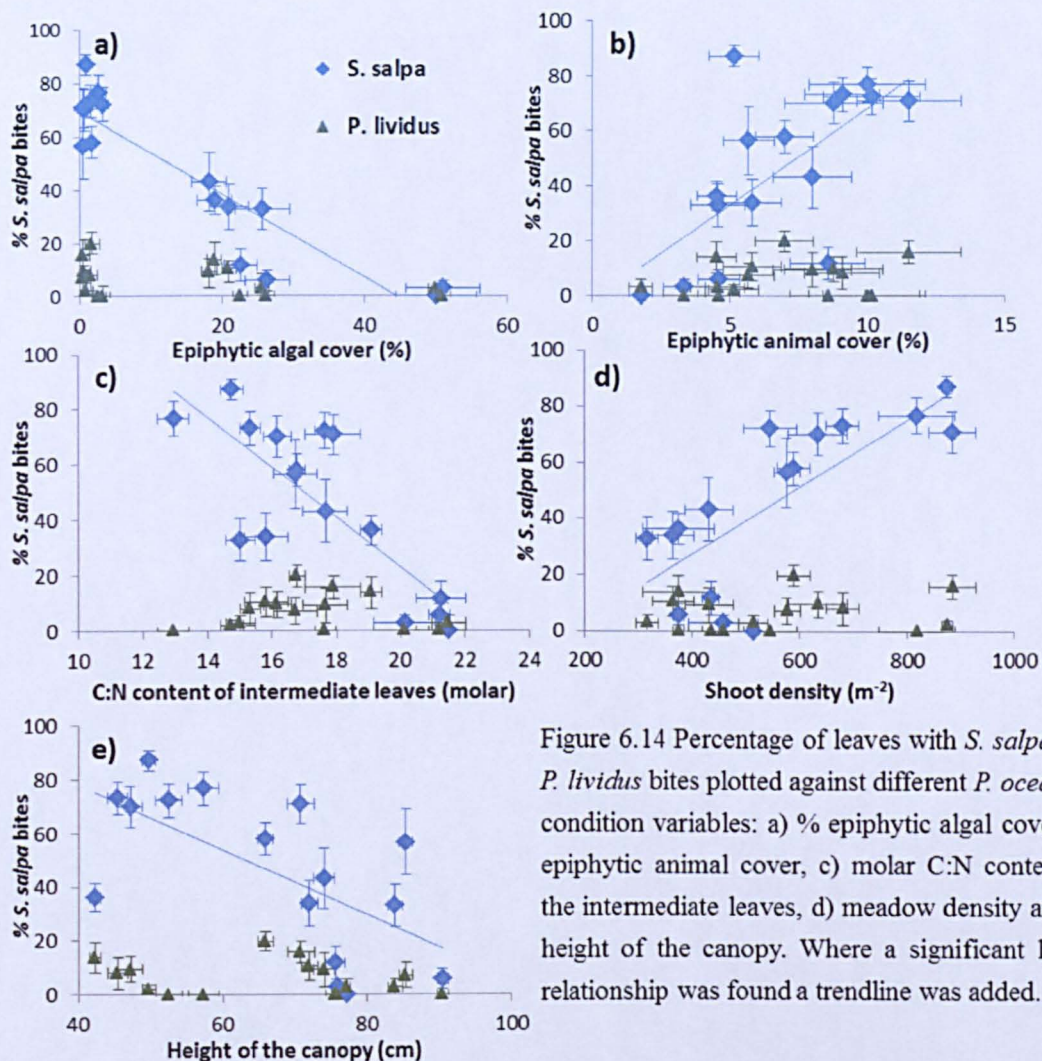 a)
S. salpa
P. lividus
% S. salpa bites
100
80
60
40
20
0
0 20 40 60
Epiphytic algal cover (%)
b)
% S. salpa bites
100
80
60
40
20
0
0 5 10 15
Epiphytic animal cover (%)
c)
% S. salpa bites
100
80
60
40
20
0
10 12 14 16 18 20 22 24
C:N content of intermediate leaves (molar)
d)
% S. salpa bites
100
80
60
40
20
0
200 400 600 800 1000
Shoot density (m⁻²)
e)
% S. salpa bites
100
80
60
40
20
0
40 60 80 100
Height of the canopy (cm)
Figure 6.14 Percentage of leaves with S. salpa
P. lividus bites plotted against different P.
condition variables: a) % epiphytic algal
epiphytic animal cover, c) molar C:N
the intermediate leaves, d) meadow density
height of the canopy. Where a significant
relationship was found a trendline was added.